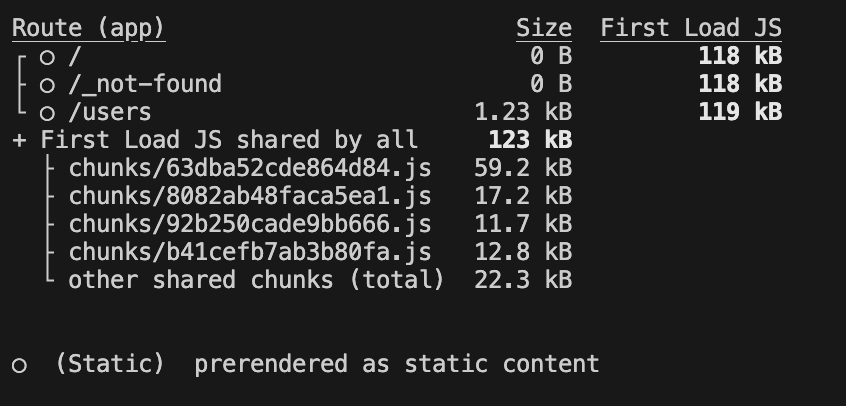 Route (app)                                 Size  First Load JS
┌ ○ /                                        0 B         118 kB
├ ○ /_not-found                              0 B         118 kB
└ ○ /users                               1.23 kB         119 kB
+ First Load JS shared by all             123 kB
  ├ chunks/63dba52cde864d84.js           59.2 kB
  ├ chunks/8082ab48faca5ea1.js           17.2 kB
  ├ chunks/92b250cade9bb666.js           11.7 kB
  ├ chunks/b41cefb7ab3b80fa.js           12.8 kB
  └ other shared chunks (total)          22.3 kB
○  (Static)  prerendered as static content